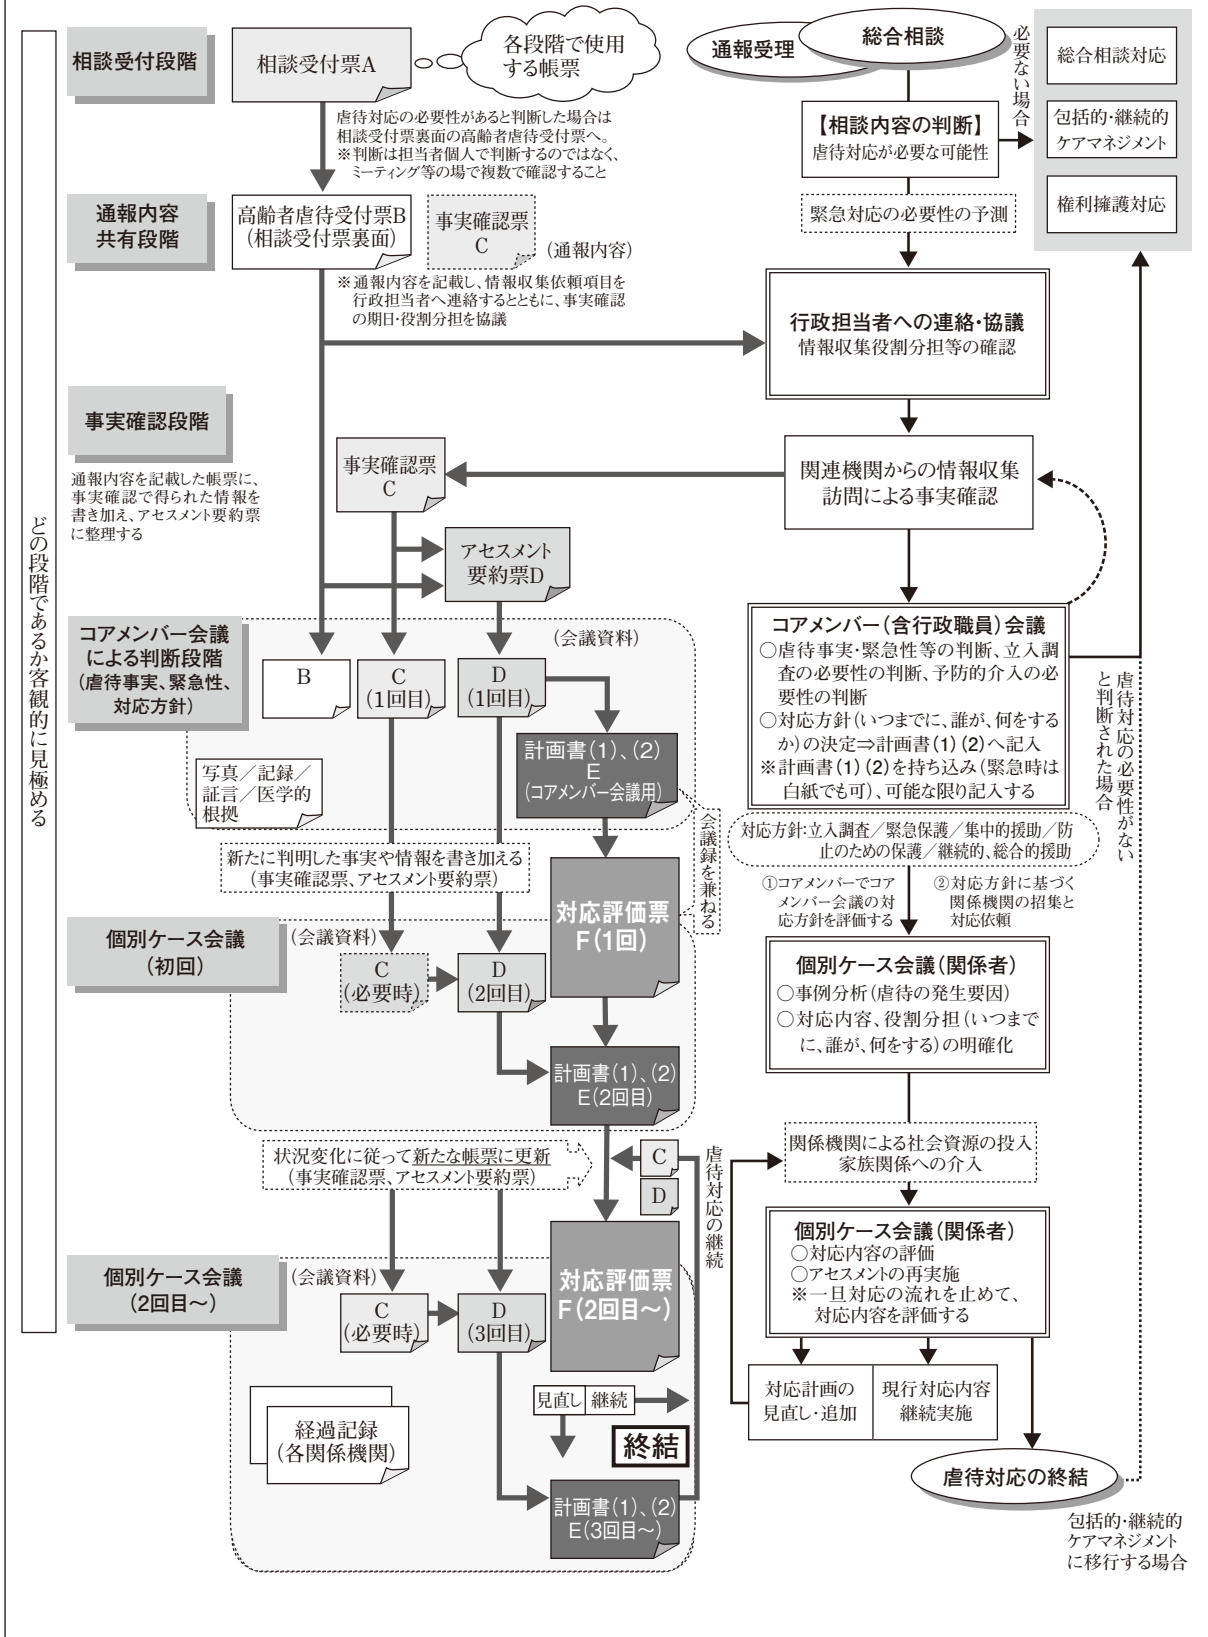 どの段階であるか客観的に見極める
相談受付段階
相談受付票A
各段階で使用
する帳票
虐待対応の必要性があると判断した場合は
相談受付票裏面の高齢者虐待受付票へ。
※判断は担当者個人で判断するのではなく、
ミーティング等の場で複数で確認すること
通報内容
共有段階
高齢者虐待受付票B
(相談受付票裏面)
事実確認票
C
(通報内容)
※通報内容を記載し、情報収集依頼項目を
行政担当者へ連絡するとともに、事実確認
の期日・役割分担を協議
事実確認段階
通報内容を記載した帳票に、
事実確認で得られた情報を
書き加え、アセスメント要約票
に整理する
事実確認票
C
アセスメント
要約票D
コアメンバー会議
による判断段階
(虐待事実、緊急性、
対応方針)
(会議資料)
B
C
(1回目)
D
(1回目)
計画書(1)、(2)
E
(コアメンバー会議用)
写真/記録/
証言/医学的
根拠
会議録を兼ねる
新たに判明した事実や情報を書き加える
(事実確認票、アセスメント要約票)
対応評価票
F(1回)
個別ケース会議
(初回)
(会議資料)
C
(必要時)
D
(2回目)
計画書(1)、(2)
E(2回目)
状況変化に従って新たな帳票に更新
(事実確認票、アセスメント要約票)
C
D
虐待対応の継続
個別ケース会議
(2回目~)
(会議資料)
C
(必要時)
D
(3回目)
対応評価票
F(2回目~)
見直し
継続
終結
経過記録
(各関係機関)
計画書(1)、(2)
E(3回目~)
通報受理
総合相談
必要ない場合
総合相談対応
包括的・継続的
ケアマネジメント
権利擁護対応
【相談内容の判断】
虐待対応が必要な可能性
緊急対応の必要性の予測
行政担当者への連絡・協議
情報収集役割分担等の確認
関連機関からの情報収集
訪問による事実確認
コアメンバー(含行政職員)会議
○虐待事実・緊急性等の判断、立入調
査の必要性の判断、予防的介入の必
要性の判断
○対応方針(いつまでに、誰が、何をする
か)の決定⇒計画書(1)(2)へ記入
※計画書(1)(2)を持ち込み(緊急時は
白紙でも可)、可能な限り記入する
虐待対応の必要性がない
と判断された場合
対応方針:立入調査/緊急保護/集中的援助/防
止のための保護/継続的、総合的援助
①コアメンバーでコア
メンバー会議の対
応方針を評価する
②対応方針に基づく
関係機関の招集と
対応依頼
個別ケース会議(関係者)
○事例分析(虐待の発生要因)
○対応内容、役割分担(いつまで
に、誰が、何をする)の明確化
関係機関による社会資源の投入
家族関係への介入
個別ケース会議(関係者)
○対応内容の評価
○アセスメントの再実施
※一旦対応の流れを止めて、
対応内容を評価する
対応計画の
見直し・追加
現行対応内容
継続実施
虐待対応の終結
包括的・継続的
ケアマネジメント
に移行する場合